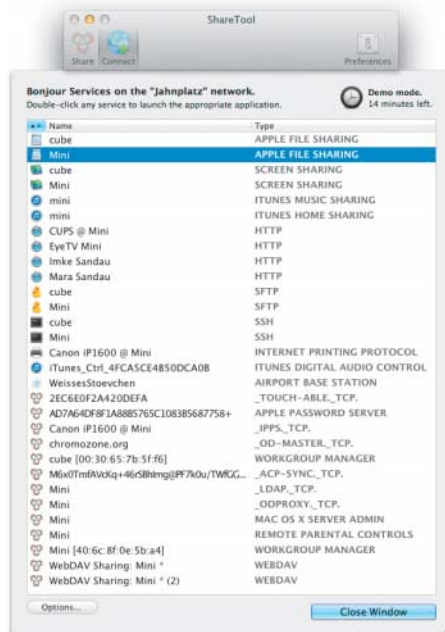 ShareTool
Share Connect Preferences
Bonjour Services on the "Jahnplatz" network.
Double-click any service to launch the appropriate application.
Demo mode.
14 minutes left.
Name Type
cube APPLE FILE SHARING
Mini APPLE FILE SHARING
cube SCREEN SHARING
Mini SCREEN SHARING
mini ITUNES MUSIC SHARING
mini ITUNES HOME SHARING
CUPS @ Mini HTTP
EyeTV Mini HTTP
Imke Sandau HTTP
Mara Sandau HTTP
cube SFTP
Mini SFTP
cube SSH
Mini SSH
Canon iP1600 @ Mini INTERNET PRINTING PROTOCOL
iTunes_Ctrl_4FCA5CE4B50DCA0B ITUNES DIGITAL AUDIO CONTROL
WeissesStoevchen AIRPORT BASE STATION
2EC6E0F2A420DEFA _TOUCH-ABLE._TCP.
AD7A64DF8F1A8885765C1083B5687758+ APPLE PASSWORD SERVER
Canon iP1600 @ Mini _IPPS._TCP.
chromozone.org _OD-MASTER._TCP.
cube [00:30:65:7b:5f:f6] WORKGROUP MANAGER
_ACP-SYNC._TCP.
Mini _LDAP._TCP.
Mini _ODPROXY._TCP.
Mini MAC OS X SERVER ADMIN
Mini REMOTE PARENTAL CONTROLS
Mini [40:6c:8f:0e:5b:a4] WORKGROUP MANAGER
WebDAV Sharing: Mini * WEBDAV
WebDAV Sharing: Mini * (2) WEBDAV
Options... Close Window